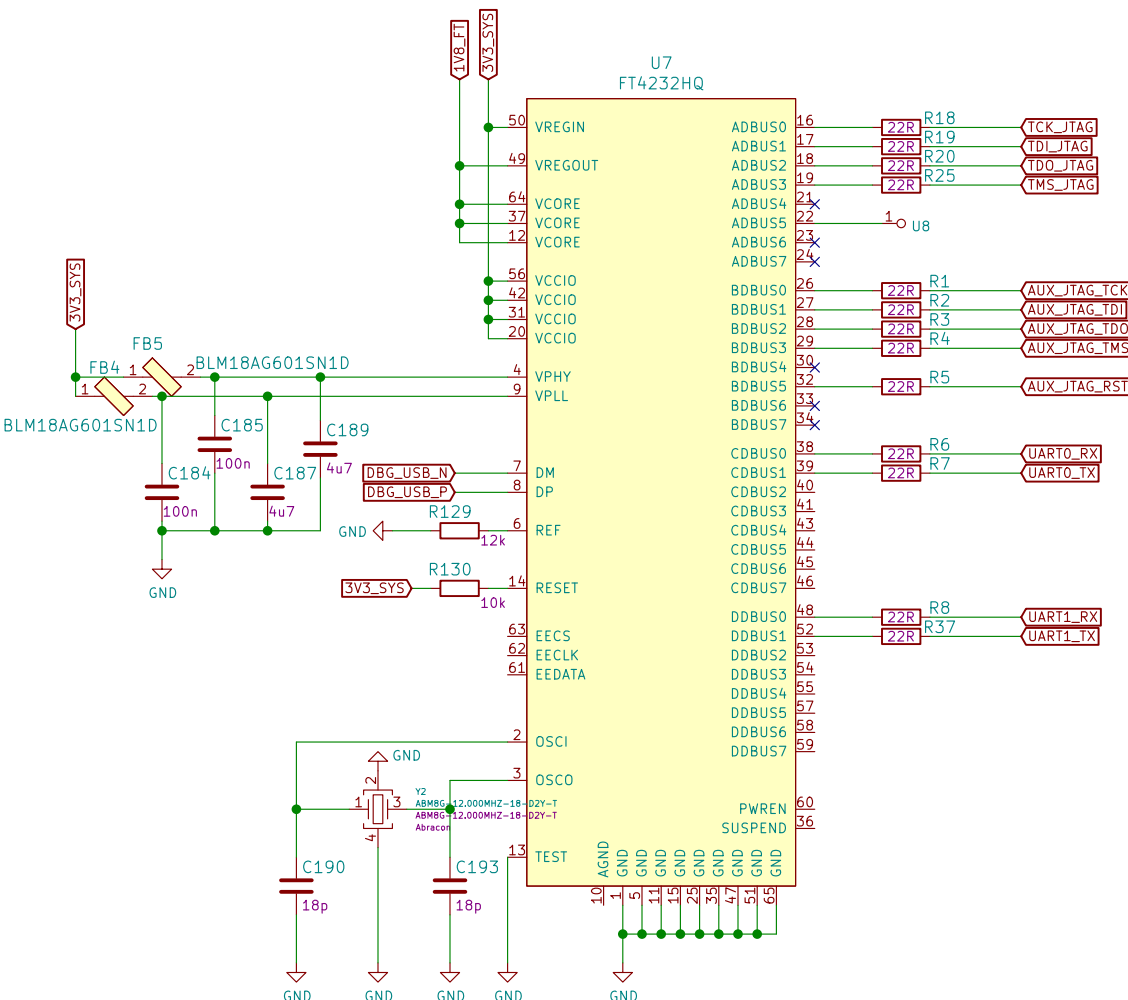 1V8_FT
3V3_SYS
U7
FT4232HQ
50 VREGIN
49 VREGOUT
64 VCORE
37 VCORE
12 VCORE
56 VCCIO
42 VCCIO
31 VCCIO
20 VCCIO
4 VPHY
9 VPLL
7 DM
8 DP
6 REF
14 RESET
63 EECS
62 EECLK
61 EEDATA
2 OSCI
3 OSCO
13 TEST
ADBUS0 16 22R R18 TCK_JTAG
ADBUS1 17 22R R19 TDI_JTAG
ADBUS2 18 22R R20 TDO_JTAG
ADBUS3 19 22R R25 TMS_JTAG
ADBUS4 21
ADBUS5 22 1 U8
ADBUS6 23
ADBUS7 24
BDBUS0 26 22R R1 AUX_JTAG_TCK
BDBUS1 27 22R R2 AUX_JTAG_TDI
BDBUS2 28 22R R3 AUX_JTAG_TDO
BDBUS3 29 22R R4 AUX_JTAG_TMS
BDBUS4 30
BDBUS5 32 22R R5 AUX_JTAG_RST
BDBUS6 33
BDBUS7 34
CDBUS0 38 22R R6 UART0_RX
CDBUS1 39 22R R7 UART0_TX
CDBUS2 40
CDBUS3 41
CDBUS4 43
CDBUS5 44
CDBUS6 45
CDBUS7 46
DDBUS0 48 22R R8 UART1_RX
DDBUS1 52 22R R37 UART1_TX
DDBUS2 53
DDBUS3 54
DDBUS4 55
DDBUS5 57
DDBUS6 58
DDBUS7 59
PWREN 60
SUSPEND 36
AGND GND GND GND GND GND GND GND GND GND
10 1 5 11 15 25 35 47 51 65
GND
3V3_SYS
FB5
1 2
BLM18AG601SN1D
FB4
1 2
BLM18AG601SN1D
C185
100n
C189
4u7
C184
100n
C187
4u7
GND
DBG_USB_N
DBG_USB_P
R129
GND
12k
R130
3V3_SYS
10k
GND
2
1 3
4
Y2
ABM8G-12.000MHZ-18-D2Y-T
ABM8G-12.000MHZ-18-D2Y-T
Abracon
C190
18p
C193
18p
GND
GND
GND
GND